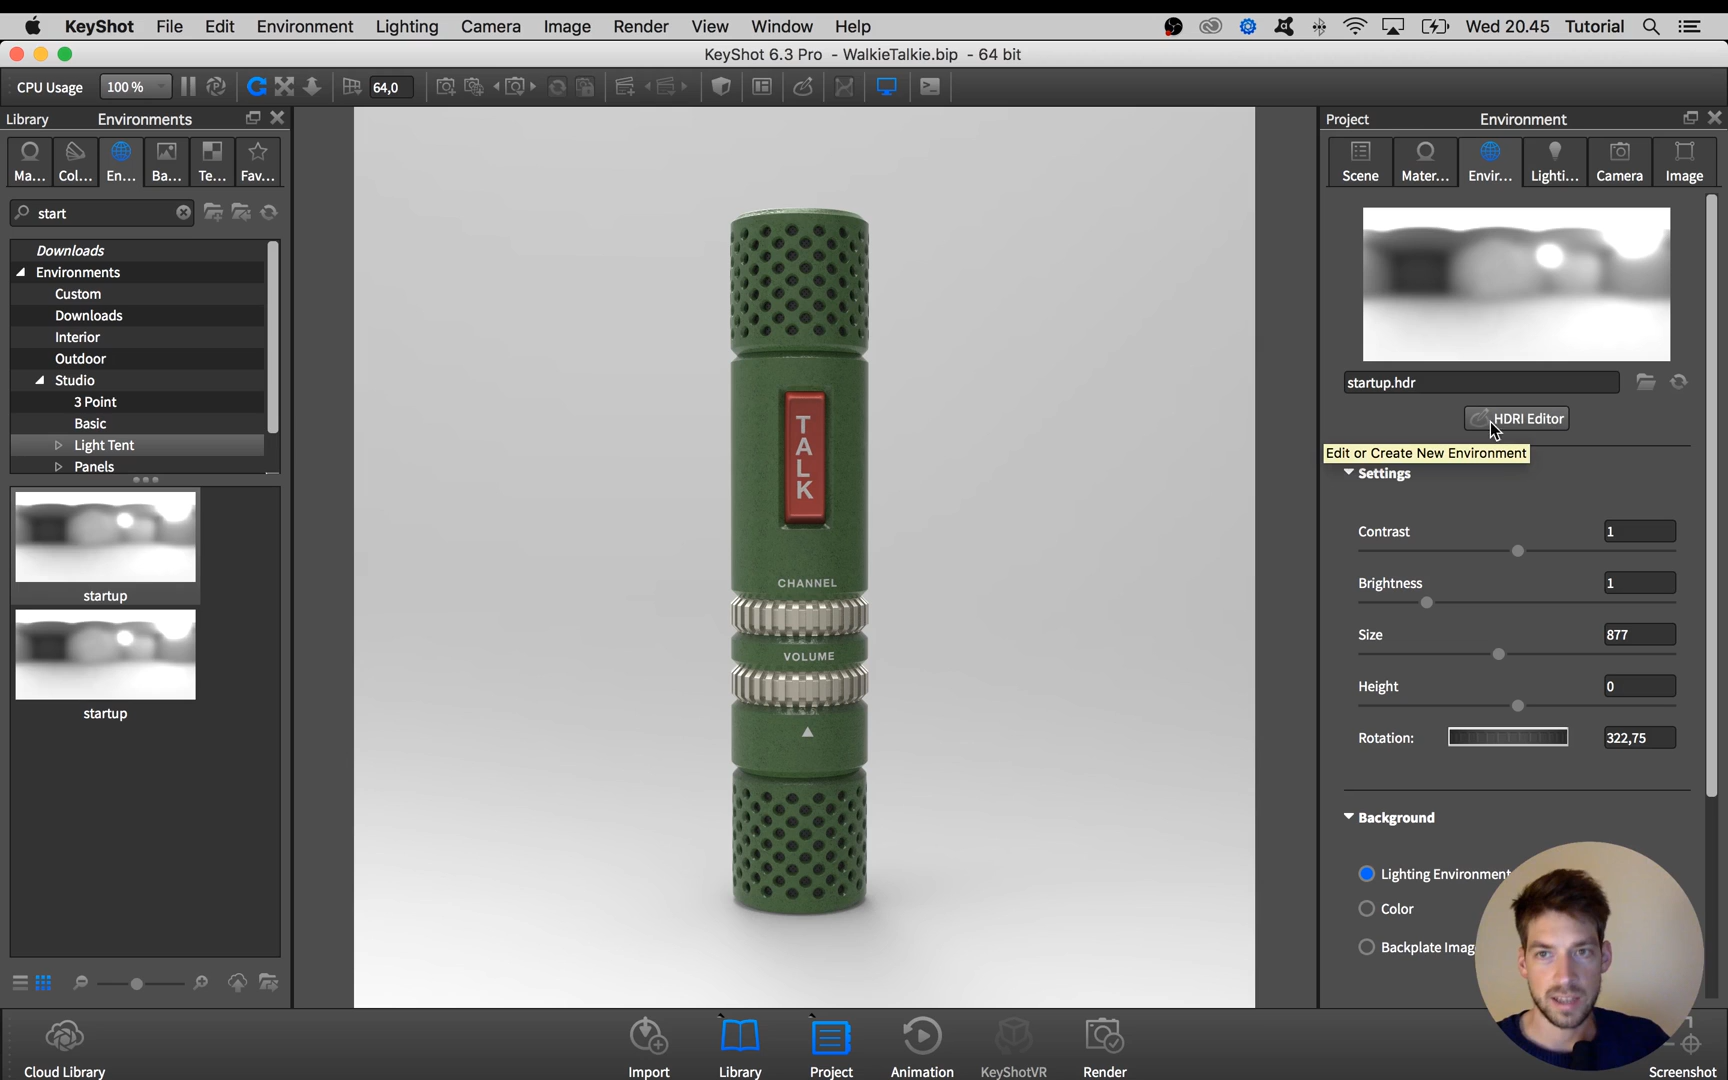 KeyShot File Edit Environment Lighting Camera Image Render View Window Help Wed 20.45 Tutorial
KeyShot 6.3 Pro - WalkieTalkie.bip - 64 bit
CPU Usage 100 % 64,0
Library Environments
Ma... Col... En... Ba... Te... Fav...
start
Downloads
Environments
Custom
Downloads
Interior
Outdoor
Studio
3 Point
Basic
Light Tent
Panels
startup
startup
TALK
CHANNEL
VOLUME
Project Environment
Scene Mater... Envir... Lighti... Camera Image
startup.hdr
HDRI Editor
Edit or Create New Environment
Settings
Contrast 1
Brightness 1
Size 877
Height 0
Rotation: 322,75
Background
Lighting Environment
Color
Backplate Imag
Cloud Library Import Library Project Animation KeyShotVR Render Screenshot